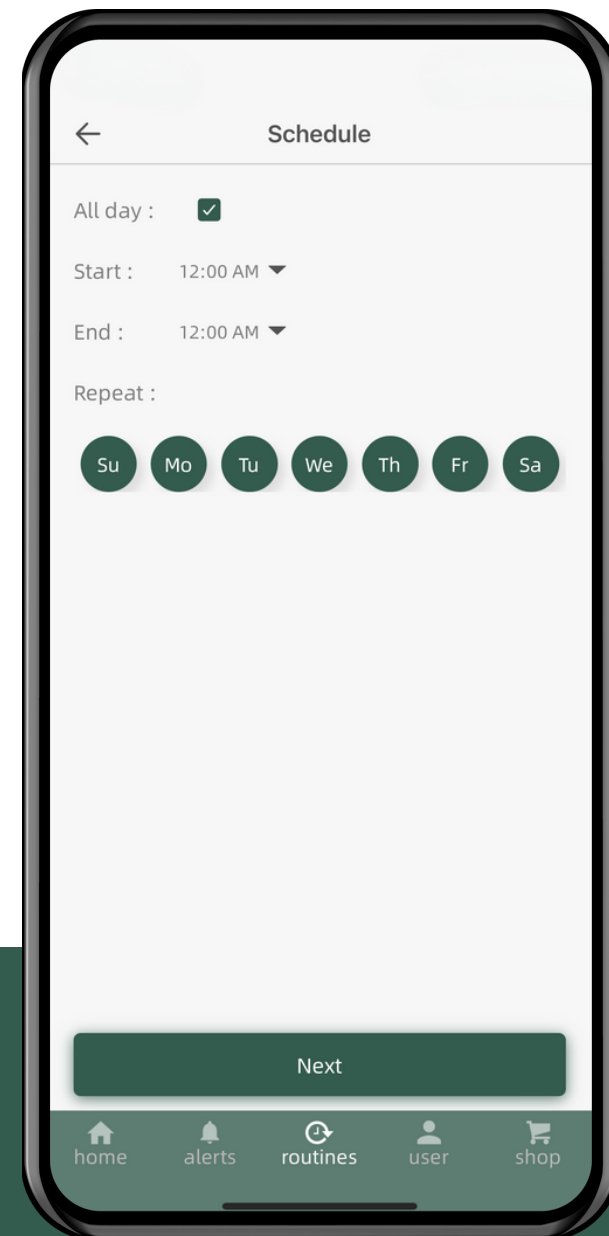 Schedule
All day :
Start : 12:00 AM
End : 12:00 AM
Repeat :
Su Mo Tu We Th Fr Sa
Next
home alerts routines user shop